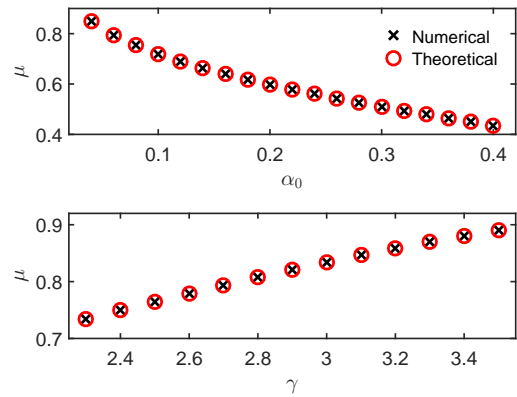 0.8
0.6
0.4
μ
Numerical
Theoretical
0.1 0.2 0.3 0.4
α₀
0.9
0.8
0.7
μ
2.4 2.6 2.8 3 3.2 3.4
γ